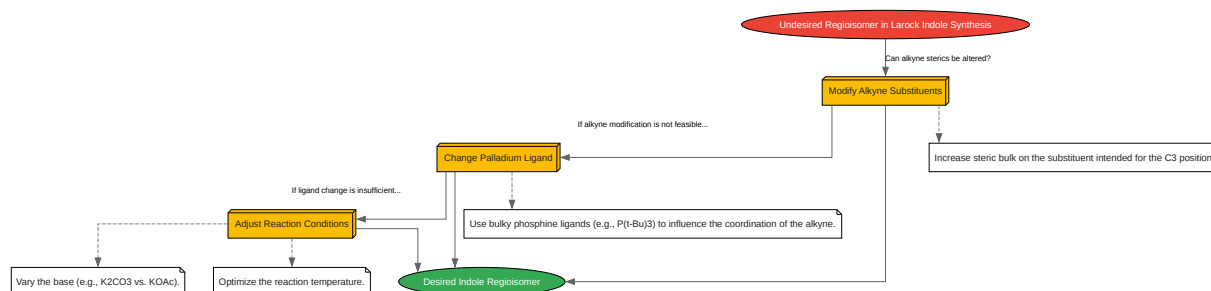 Undesired Regioisomer in Larock Indole Synthesis
Can alkyne sterics be altered?
Modify Alkyne Substituents
If alkyne modification is not feasible...
Change Palladium Ligand
Increase steric bulk on the substituent intended for the C3 position
If ligand change is insufficient...
Adjust Reaction Conditions
Use bulky phosphine ligands (e.g., P(t-Bu)3) to influence the coordination of the alkyne.
Vary the base (e.g., K2CO3 vs. KOAc).
Optimize the reaction temperature.
Desired Indole Regioisomer